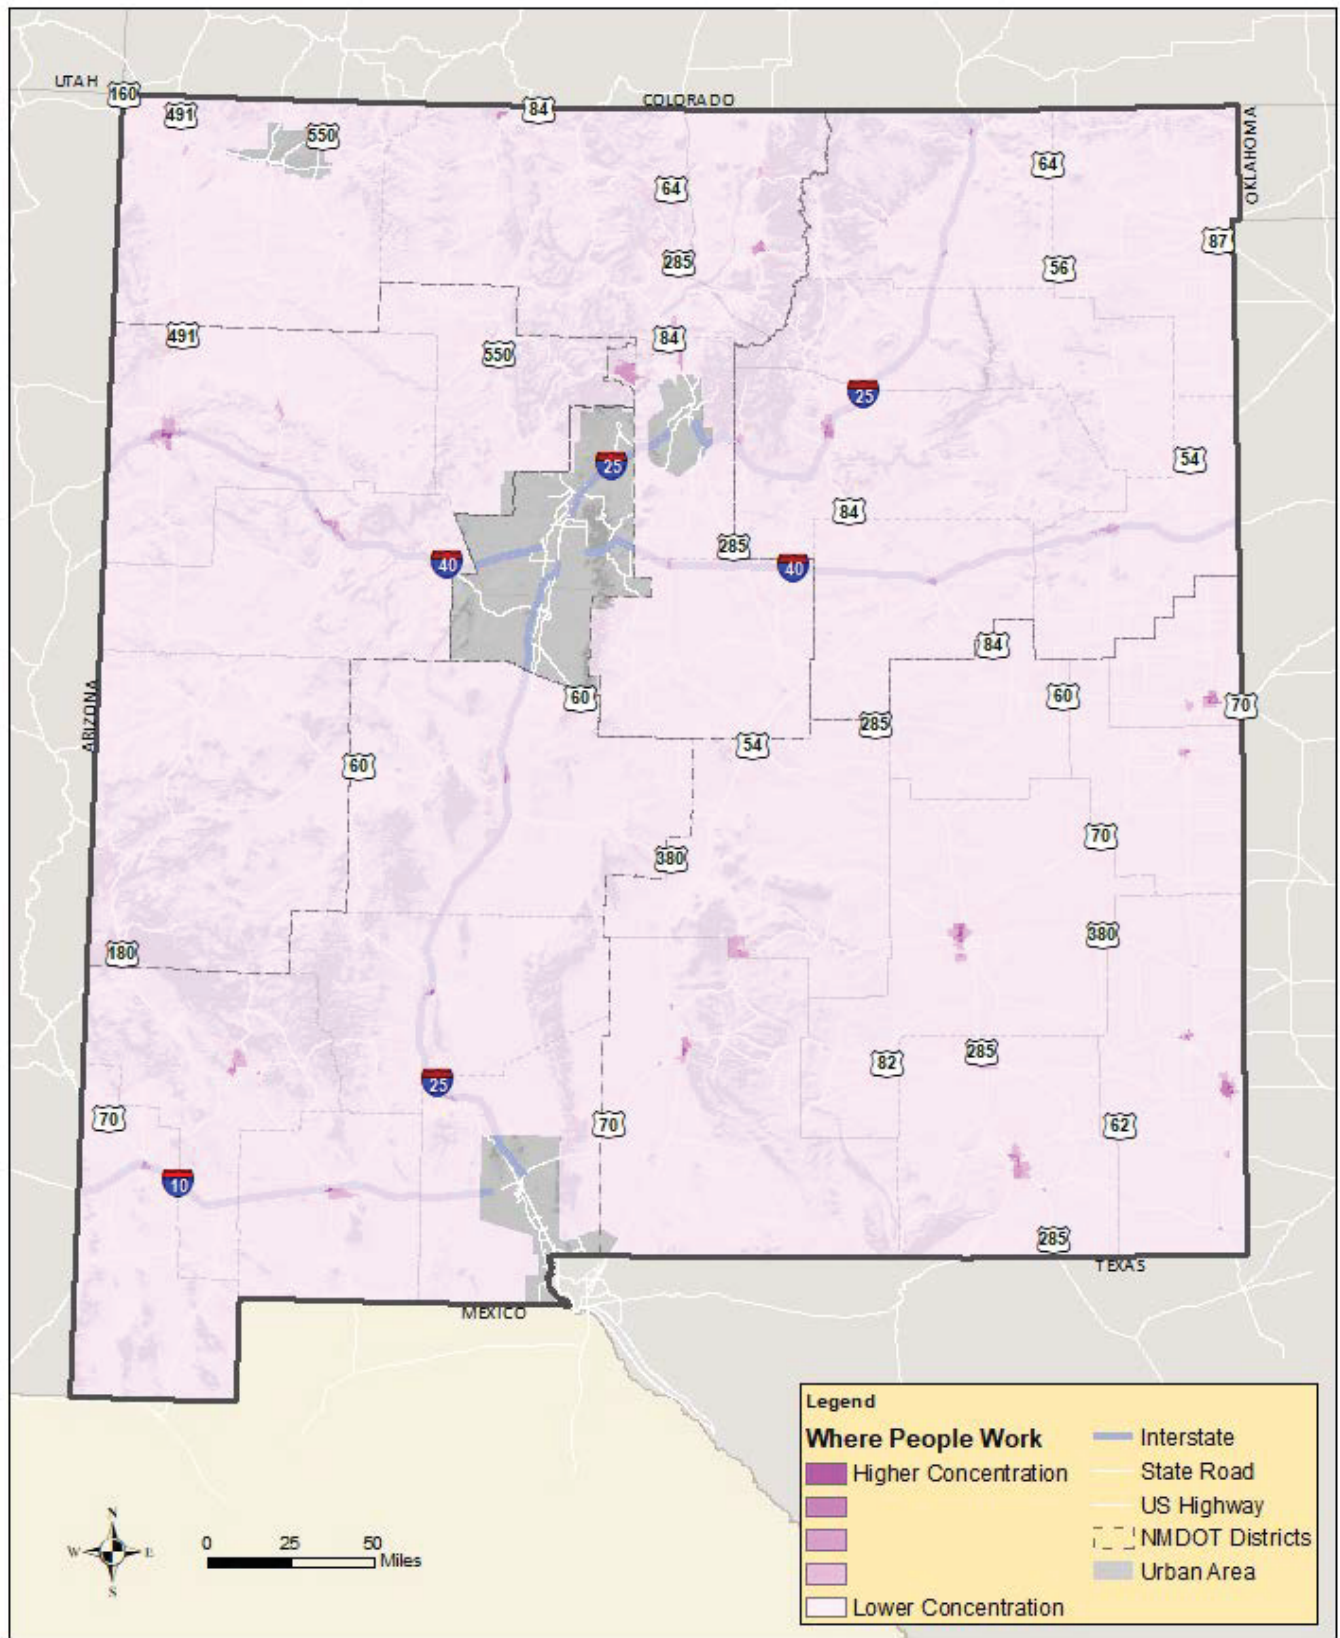 UTAH
160
COLORADO
84
491
550
OKLAHOMA
64
64
87
285
56
491
84
550
25
54
25
84
285
40
40
84
60
60
70
ARIZONA
285
54
60
70
380
380
180
285
82
25
70
70
62
10
285
TEXAS
MEXICO
Legend
Where People Work
Higher Concentration
Lower Concentration
Interstate
State Road
US Highway
NMDOT Districts
Urban Area
N
W E
S
0 25 50
Miles